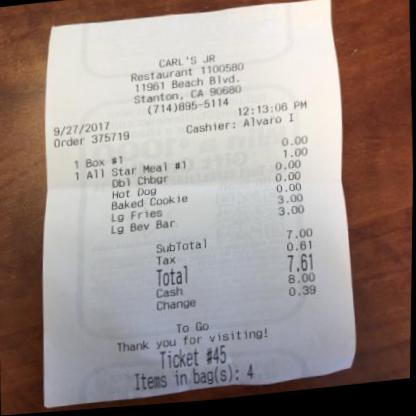 CARL'S JR
Restaurant 1100580
11961 Beach Blvd.
Stanton, CA 90680
(714)895-5114
9/27/2017 12:13:06 PM
Order 375719 Cashier: Alvaro I
1 Box #1 0.00
1 All Star Meal #1 1.00
Dbl Chbgr 0.00
Hot Dog 0.00
Baked Cookie 0.00
Lg Fries 3.00
Lg Bev Bar 3.00
SubTotal 7.00
Tax 0.61
Total 7.61
Cash 8.00
Change 0.39
To Go
Thank you for visiting!
Ticket #45
Items in bag(s): 4